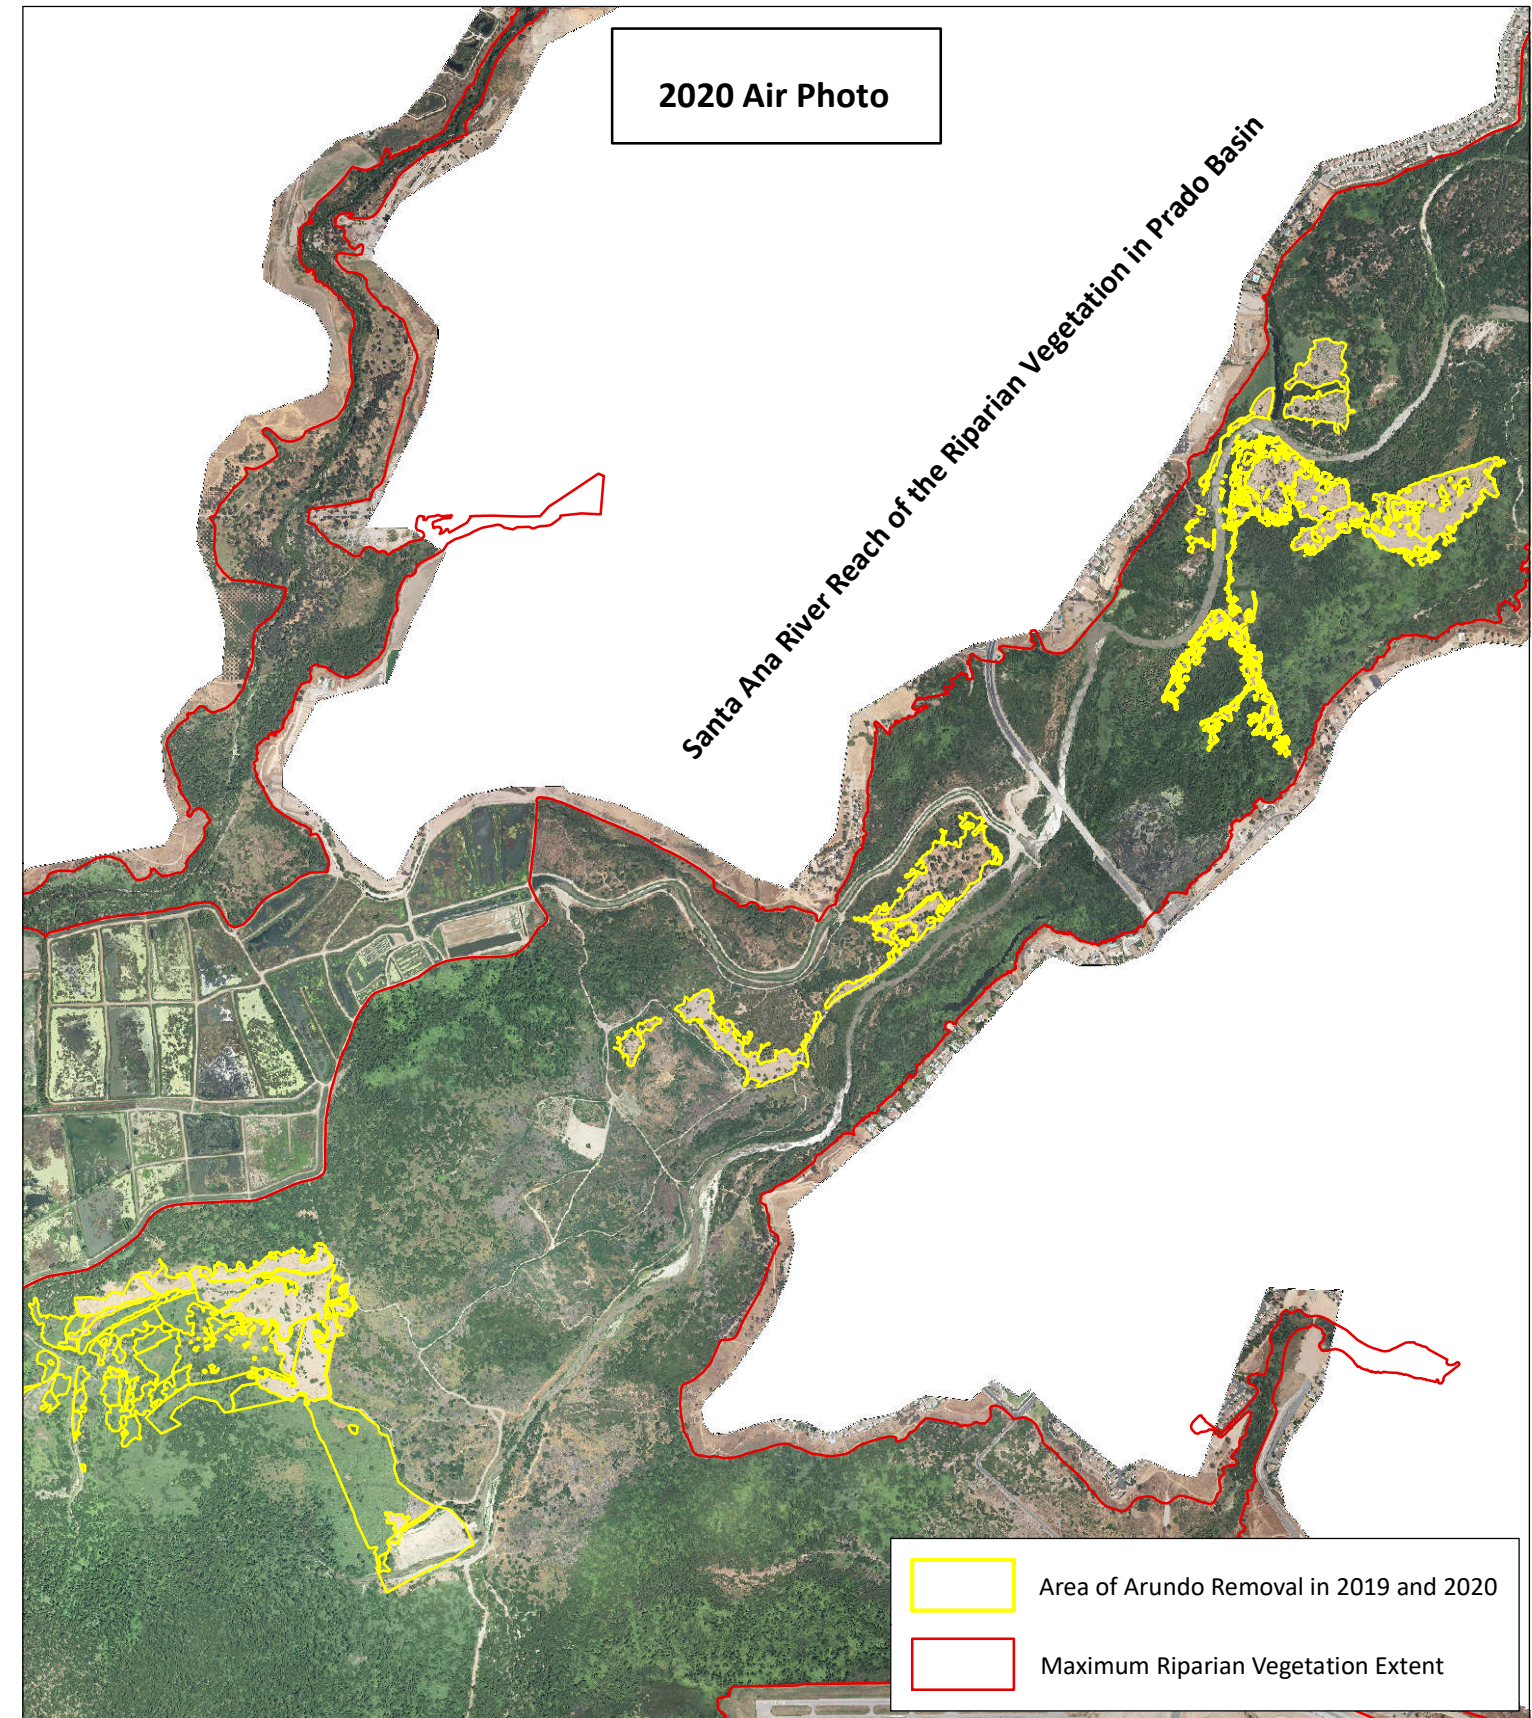 2020 Air Photo
Santa Ana River Reach of the Riparian Vegetation in Prado Basin
Area of Arundo Removal in 2019 and 2020
Maximum Riparian Vegetation Extent